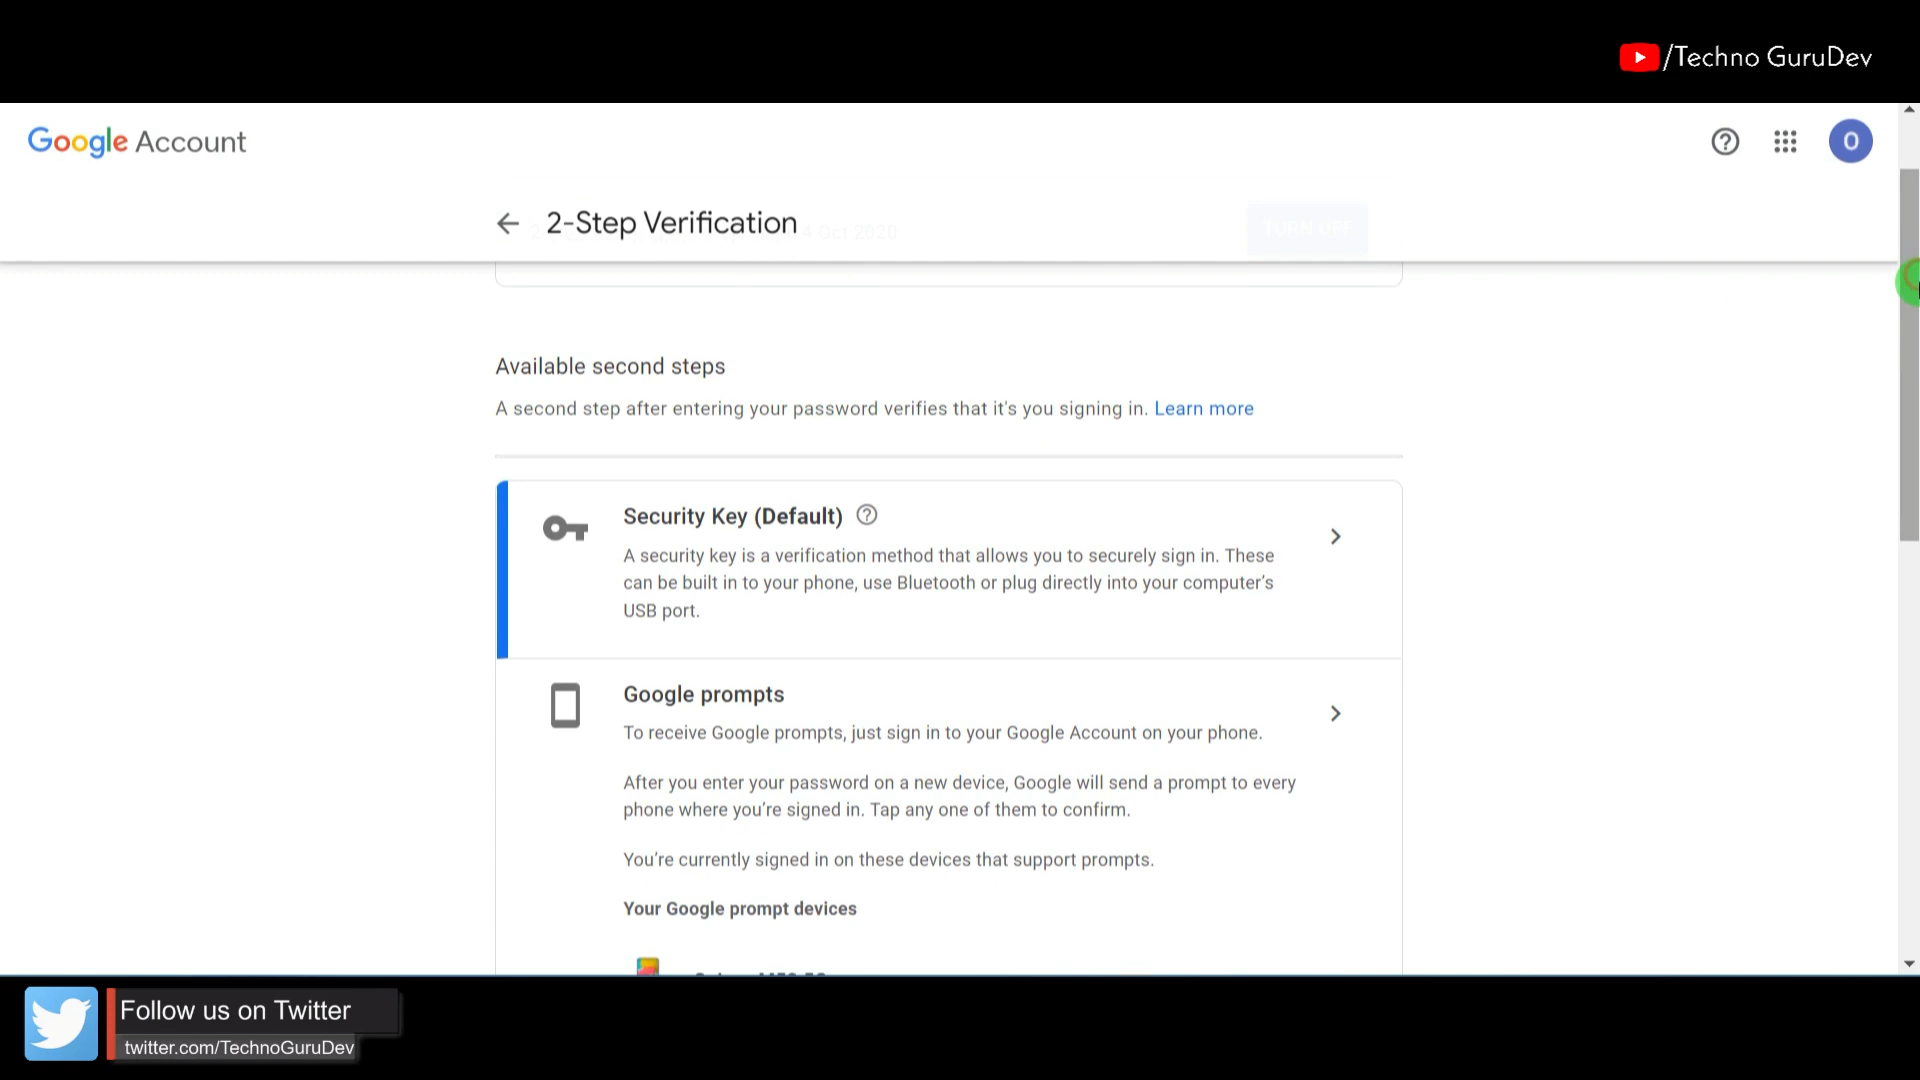 /Techno GuruDev
Google Account
O
2-Step Verification
4 Oct 2020
TURN OFF
Available second steps
A second step after entering your password verifies that it's you signing in. Learn more
Security Key (Default)
A security key is a verification method that allows you to securely sign in. These
can be built in to your phone, use Bluetooth or plug directly into your computer’s
USB port.
Google prompts
To receive Google prompts, just sign in to your Google Account on your phone.
After you enter your password on a new device, Google will send a prompt to every
phone where you’re signed in. Tap any one of them to confirm.
You’re currently signed in on these devices that support prompts.
Your Google prompt devices
Follow us on Twitter
twitter.com/TechnoGuruDev